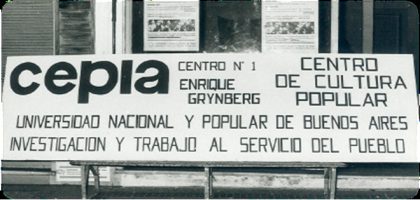 cepia
CENTRO Nº 1
ENRIQUE
GRYNBERG
CENTRO
DE CULTURA
POPULAR
UNIVERSIDAD NACIONAL Y POPULAR DE BUENOS AIRES
INVESTIGACION Y TRABAJO AL SERVICIO DEL PUEBLO